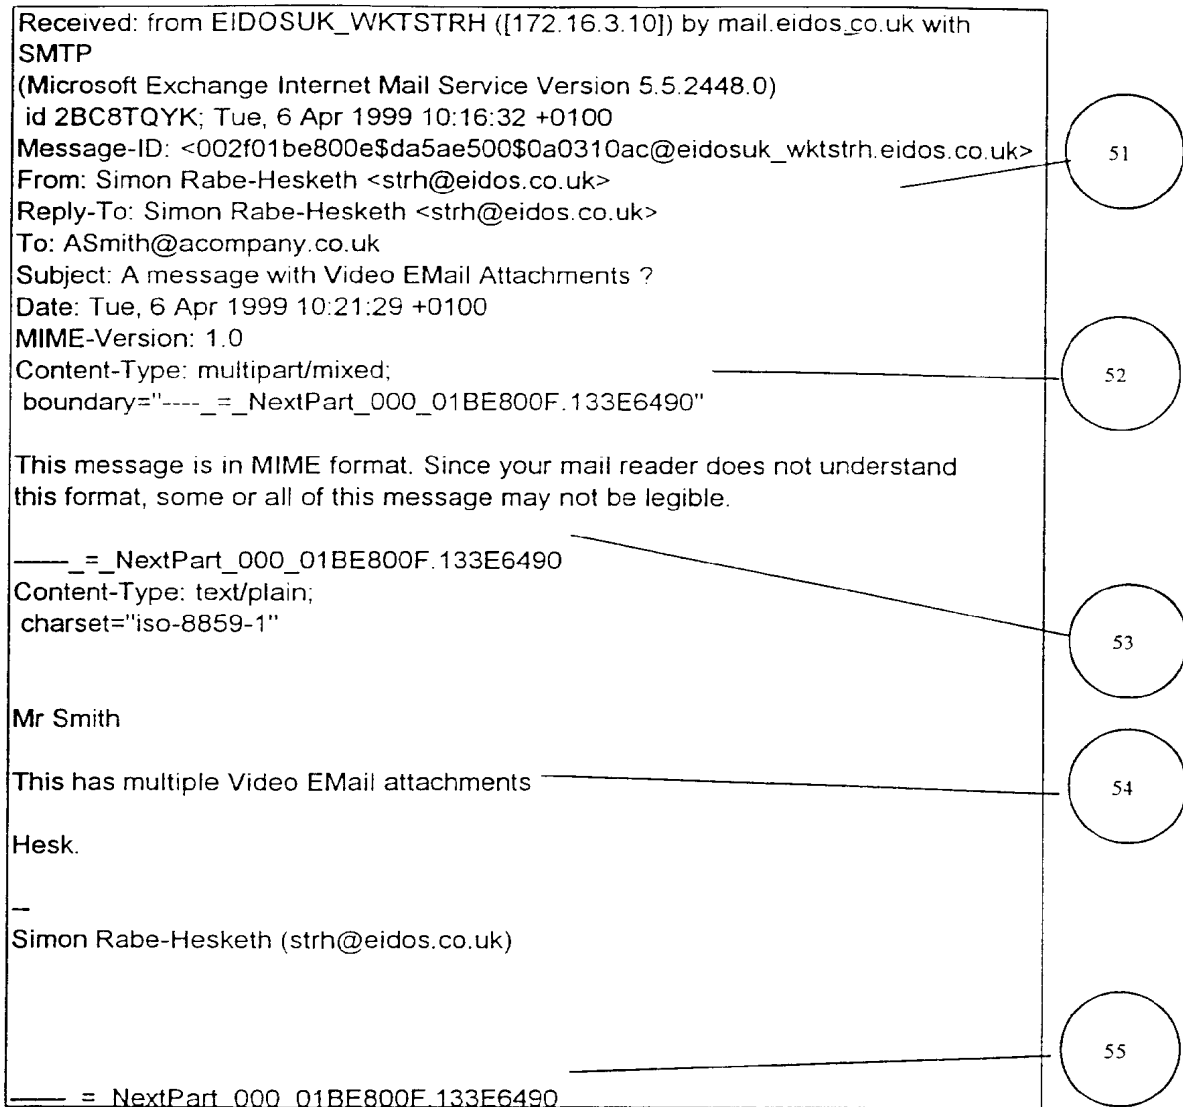 Received: from EIDOSUK_WKTSTRH ([172.16.3.10]) by mail.eidos.co.uk with
SMTP
(Microsoft Exchange Internet Mail Service Version 5.5.2448.0)
id 2BC8TQYK; Tue, 6 Apr 1999 10:16:32 +0100
Message-ID: <002f01be800e$da5ae500$0a0310ac@eidosuk_wktstrh.eidos.co.uk>
51
From: Simon Rabe-Hesketh <strh@eidos.co.uk>
Reply-To: Simon Rabe-Hesketh <strh@eidos.co.uk>
To: ASmith@acompany.co.uk
Subject: A message with Video EMail Attachments ?
Date: Tue, 6 Apr 1999 10:21:29 +0100
MIME-Version: 1.0
Content-Type: multipart/mixed;
52
boundary="----_=_NextPart_000_01BE800F.133E6490"
This message is in MIME format. Since your mail reader does not understand
this format, some or all of this message may not be legible.
------_=_NextPart_000_01BE800F.133E6490
Content-Type: text/plain;
charset="iso-8859-1"
53
Mr Smith
This has multiple Video EMail attachments
54
Hesk.
--
Simon Rabe-Hesketh (strh@eidos.co.uk)
55
------_=_NextPart_000_01BE800F.133E6490